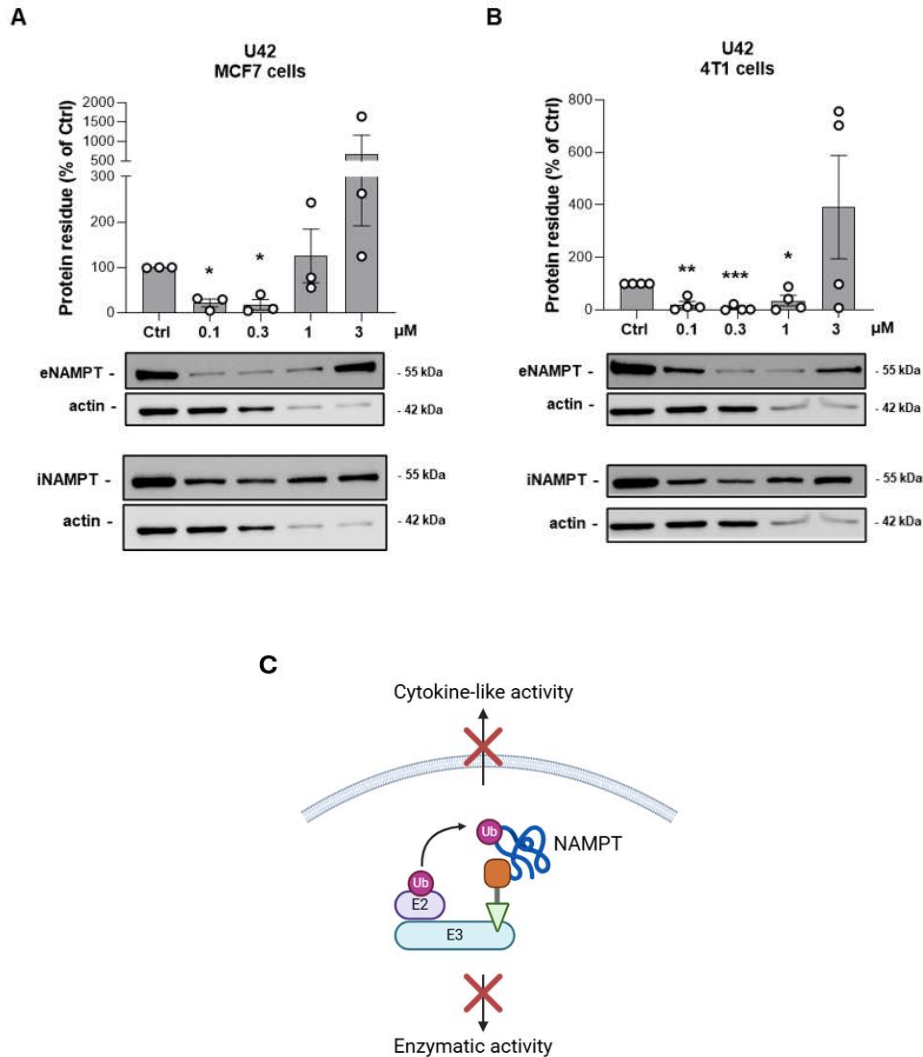 A
U42
MCF7 cells
Protein residue (% of Ctrl)
2000
1500
1000
500
300
200
100
0
* *
Ctrl 0.1 0.3 1 3 µM
eNAMPT - - 55 kDa
actin - - 42 kDa
iNAMPT - - 55 kDa
actin - - 42 kDa
B
U42
4T1 cells
Protein residue (% of Ctrl)
800
600
400
200
0
** *** *
Ctrl 0.1 0.3 1 3 µM
eNAMPT - - 55 kDa
actin - - 42 kDa
iNAMPT - - 55 kDa
actin - - 42 kDa
C
Cytokine-like activity
Ub
NAMPT
Ub
E2
E3
Enzymatic activity